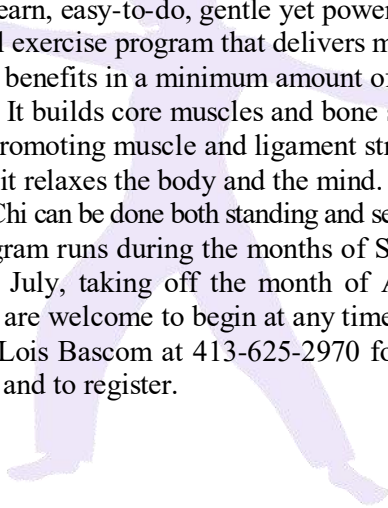 earn, easy-to-do, gentle yet power
l exercise program that delivers m
benefits in a minimum amount of
It builds core muscles and bone s
romoting muscle and ligament str
it relaxes the body and the mind.
Chi can be done both standing and se
gram runs during the months of S
July, taking off the month of A
are welcome to begin at any time
Lois Bascom at 413-625-2970 fo
and to register.